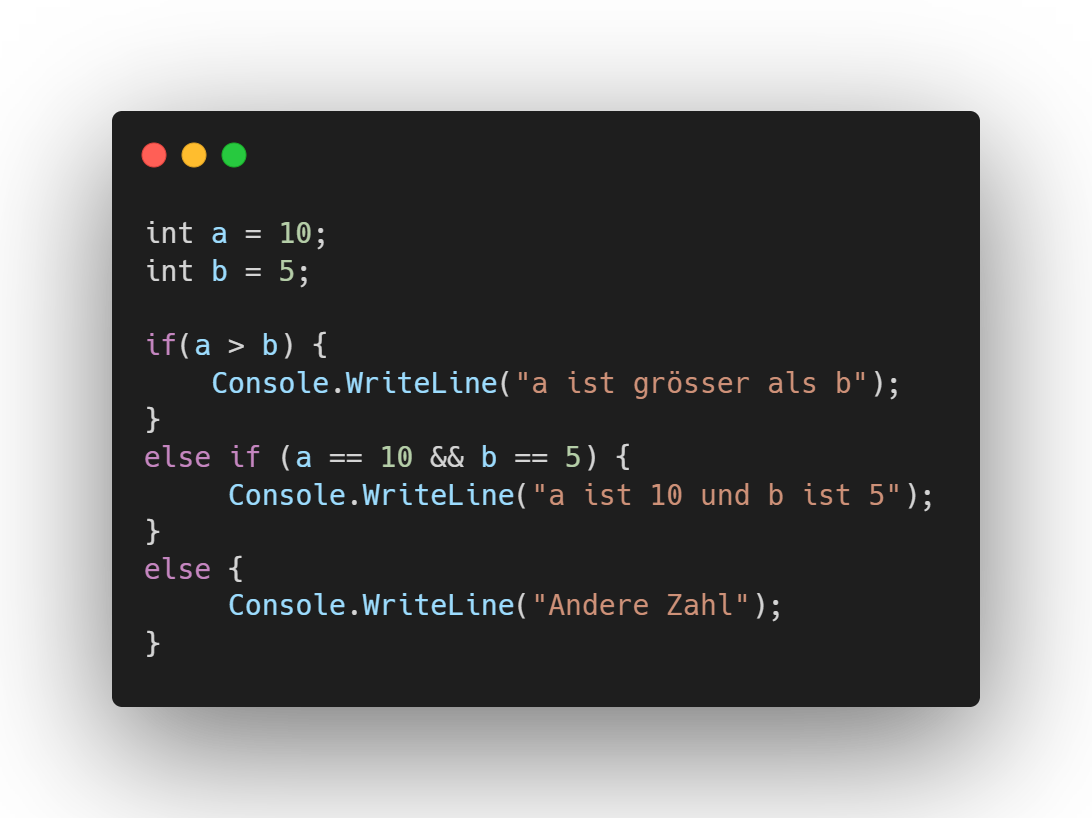 int a = 10;
int b = 5;
if(a > b) {
Console.WriteLine("a ist grösser als b");
}
else if (a == 10 && b == 5) {
Console.WriteLine("a ist 10 und b ist 5");
}
else {
Console.WriteLine("Andere Zahl");
}